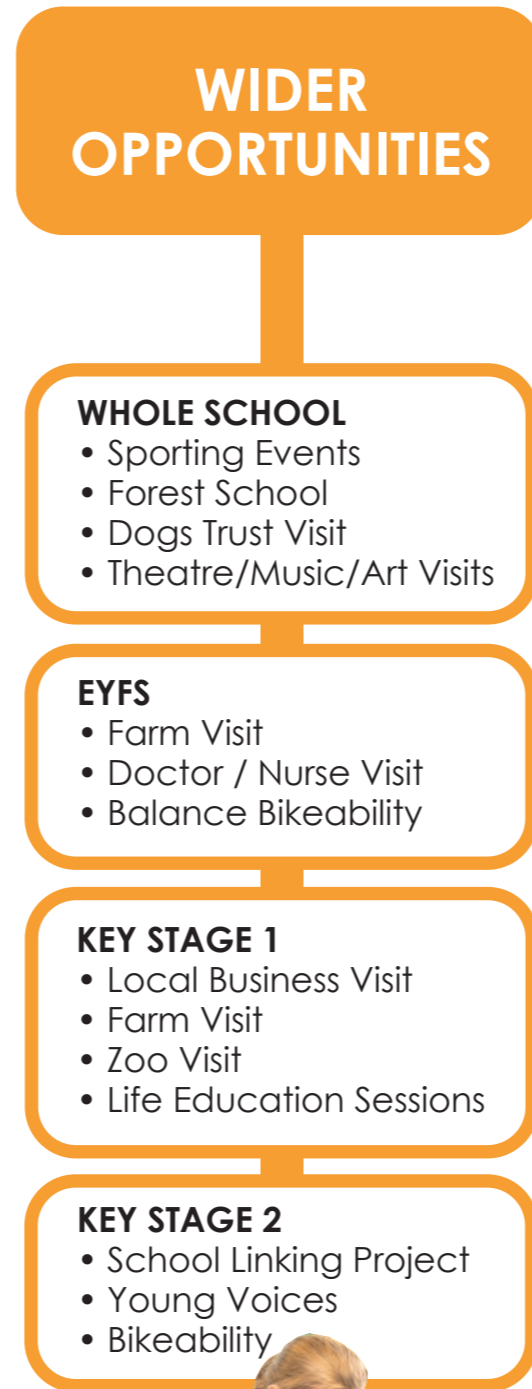 WIDER
OPPORTUNITIES
WHOLE SCHOOL
• Sporting Events
• Forest School
• Dogs Trust Visit
• Theatre/Music/Art Visits
EYFS
• Farm Visit
• Doctor / Nurse Visit
• Balance Bikeability
KEY STAGE 1
• Local Business Visit
• Farm Visit
• Zoo Visit
• Life Education Sessions
KEY STAGE 2
• School Linking Project
• Young Voices
• Bikeability